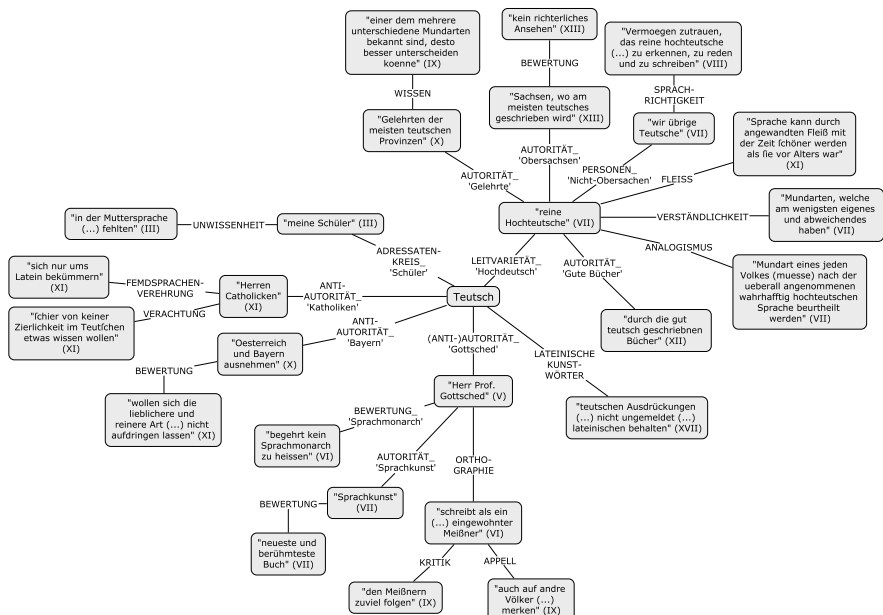 "einer dem mehrere
unterschiedene Mundarten
bekannt sind, desto
besser unterscheiden
koenne" (IX)
"kein richterliches
Ansehen" (XIII)
"Vermoegen zutrauen,
das reine hochteutsche
(...) zu erkennen, zu reden
und zu schreiben" (VIII)
WISSEN
BEWERTUNG
SPRACH-
RICHTIGKEIT
"Gelehrten der
meisten teutschen
Provinzen" (X)
"Sachsen, wo am
meisten teutsches
geschrieben wird" (XIII)
"wir übrige
Teutsche" (VII)
"Sprache kann durch
angewandten Fleiß mit
der Zeit ſchöner werden
als ſie vor Alters war"
(XI)
AUTORITÄT_
'Gelehrte'
AUTORITÄT_
'Obersachsen'
PERSONEN_
'Nicht-Obersachen'
FLEISS
"in der Muttersprache
(...) fehlten" (III)
UNWISSENHEIT
"meine Schüler" (III)
"reine
Hochteutsche" (VII)
VERSTÄNDLICHKEIT
"Mundarten, welche
am wenigsten eigenes
und abweichendes
haben" (VII)
ADRESSATEN-
KREIS_
'Schüler'
LEITVARIETÄT_
'Hochdeutsch'
AUTORITÄT_
'Gute Bücher'
ANALOGISMUS
"Mundart eines jeden
Volkes (muesse) nach der
ueberall angenommenen
wahrhafftig hochteutschen
Sprache beurtheilt
werden" (VII)
"sich nur ums
Latein bekümmern"
(XI)
FEMDSPRACHEN-
VEREHRUNG
"Herren
Catholicken"
(XI)
ANTI-
AUTORITÄT_
'Katholiken'
Teutsch
"ſchier von keiner
Zierlichkeit im Teutſchen
etwas wissen wollen"
(XI)
VERACHTUNG
ANTI-
AUTORITÄT_
'Bayern'
"Oesterreich
und Bayern
ausnehmen" (X)
(ANTI-)AUTORITÄT_
'Gottsched'
"durch die gut
teutsch geschriebnen
Bücher" (XII)
LATEINISCHE
KUNST-
WÖRTER
BEWERTUNG
"wollen sich die
lieblichere und
reinere Art (...) nicht
aufdringen lassen"
(XI)
"Herr Prof.
Gottsched" (V)
"teutschen Ausdrückungen
(...) nicht ungemeldet (...)
lateinischen behalten" (XVII)
BEWERTUNG_
'Sprachmonarch'
"begehrt kein
Sprachmonarch
zu heissen" (VI)
AUTORITÄT_
'Sprachkunst'
ORTHO-
GRAPHIE
BEWERTUNG
"Sprachkunst"
(VII)
"schreibt als ein
(...) eingewohnter
Meißner" (VI)
"neueste und
berühmteste
Buch" (VII)
KRITIK
APPELL
"den Meißnern
zuviel folgen" (IX)
"auch auf andre
Völker (...)
merken" (IX)